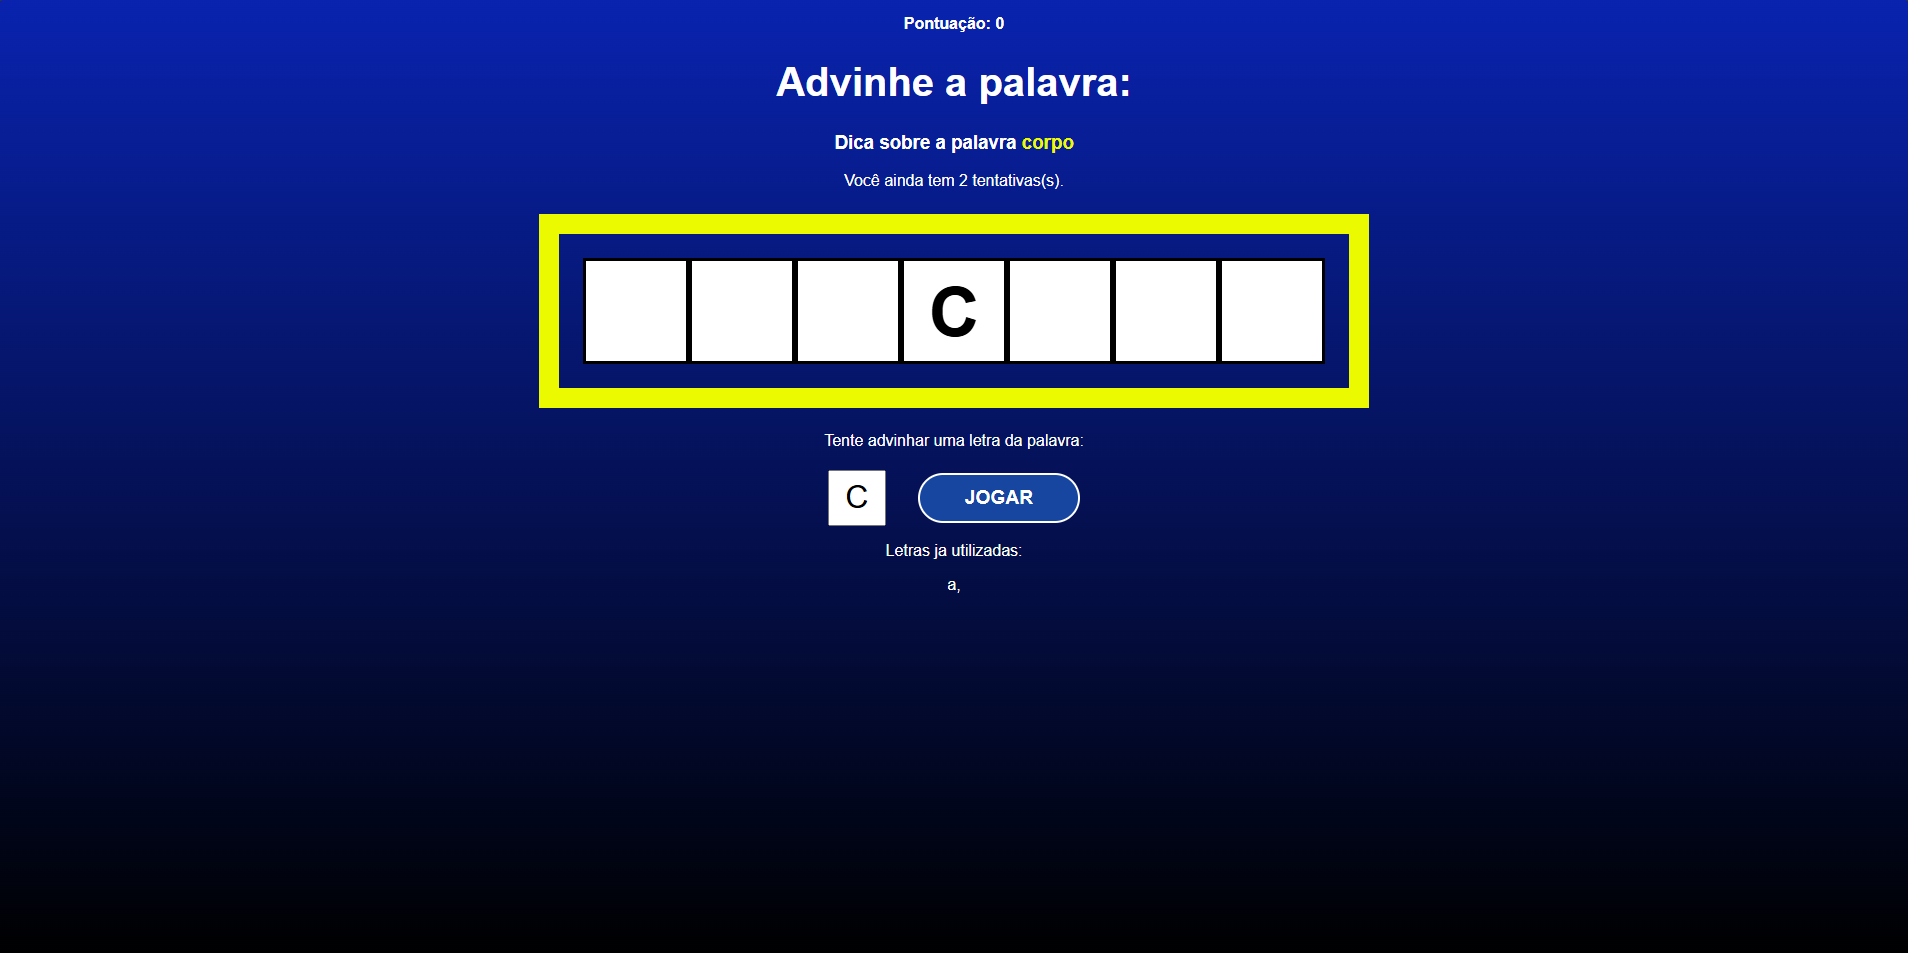 Pontuação: 0
Advinhe a palavra:
Dica sobre a palavra corpo
Você ainda tem 2 tentativas(s).
C
Tente advinhar uma letra da palavra:
C JOGAR
Letras ja utilizadas:
a,